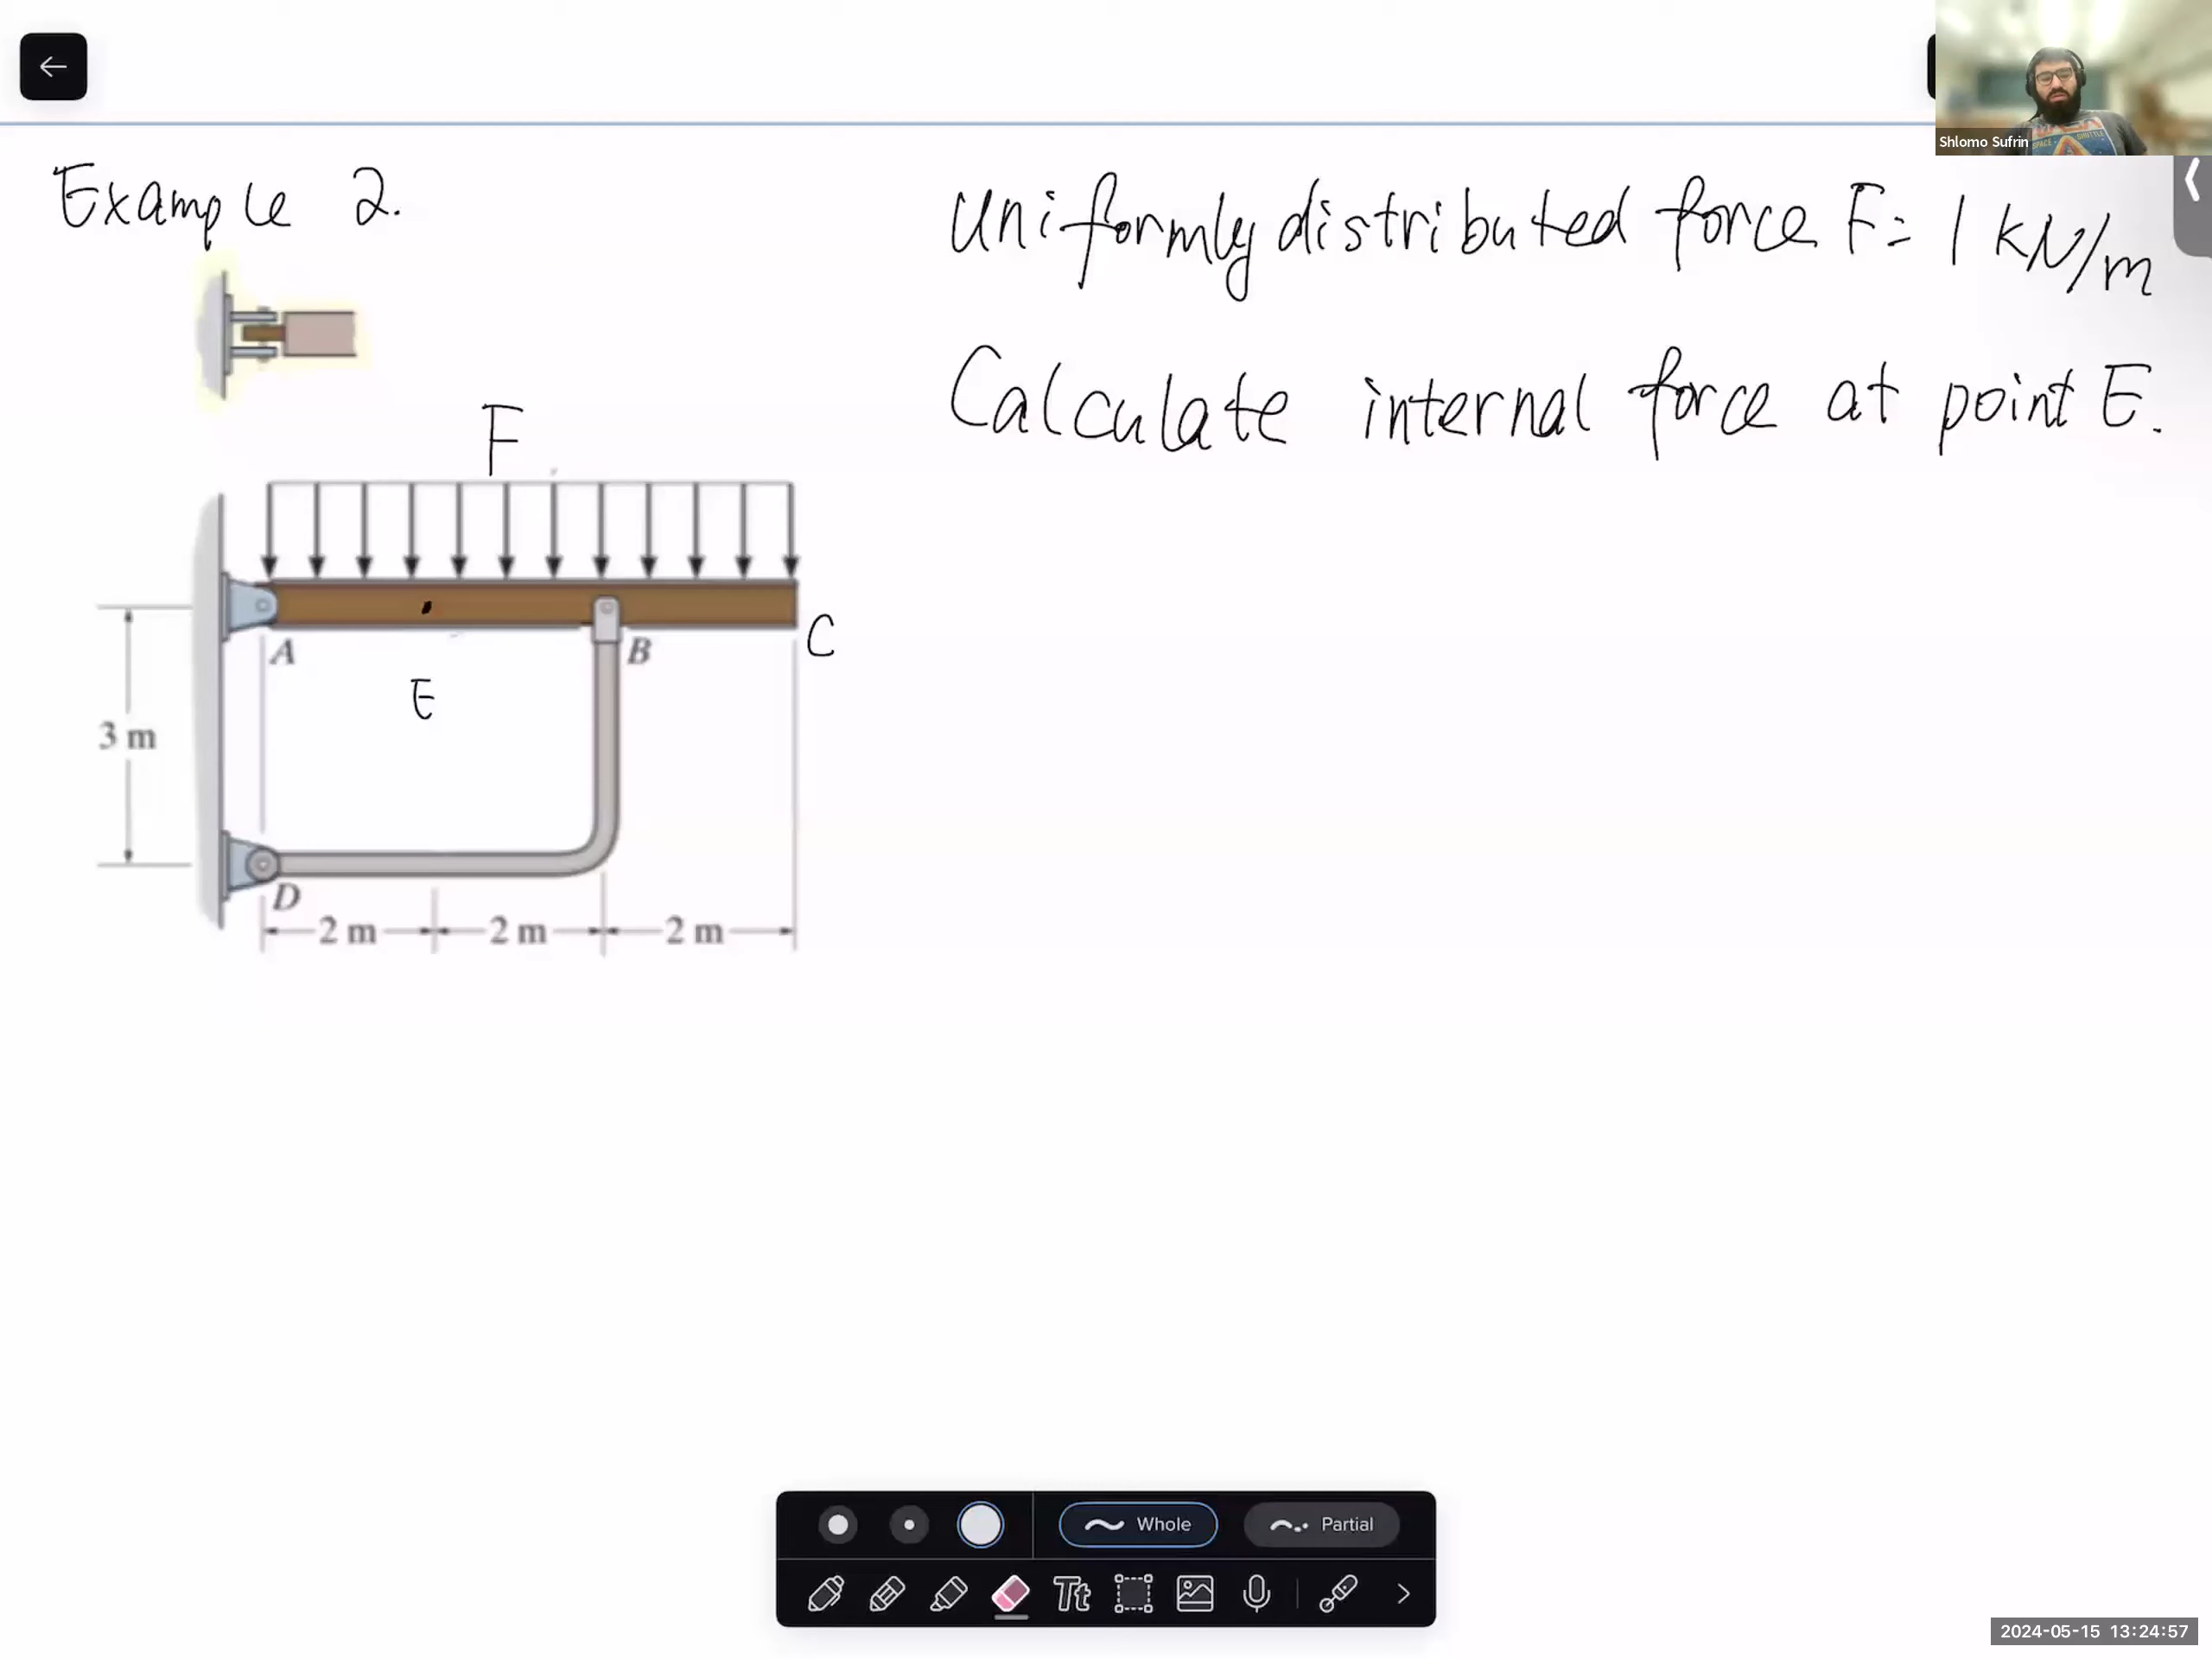 Shlomo Sufrin
Example 2.
Uniformly distributed force F = 1 kN/m
Calculate internal force at point E.
F
A
B
C
E
3 m
D
2 m 2 m 2 m
Whole Partial
Tt
2024-05-15 13:24:57